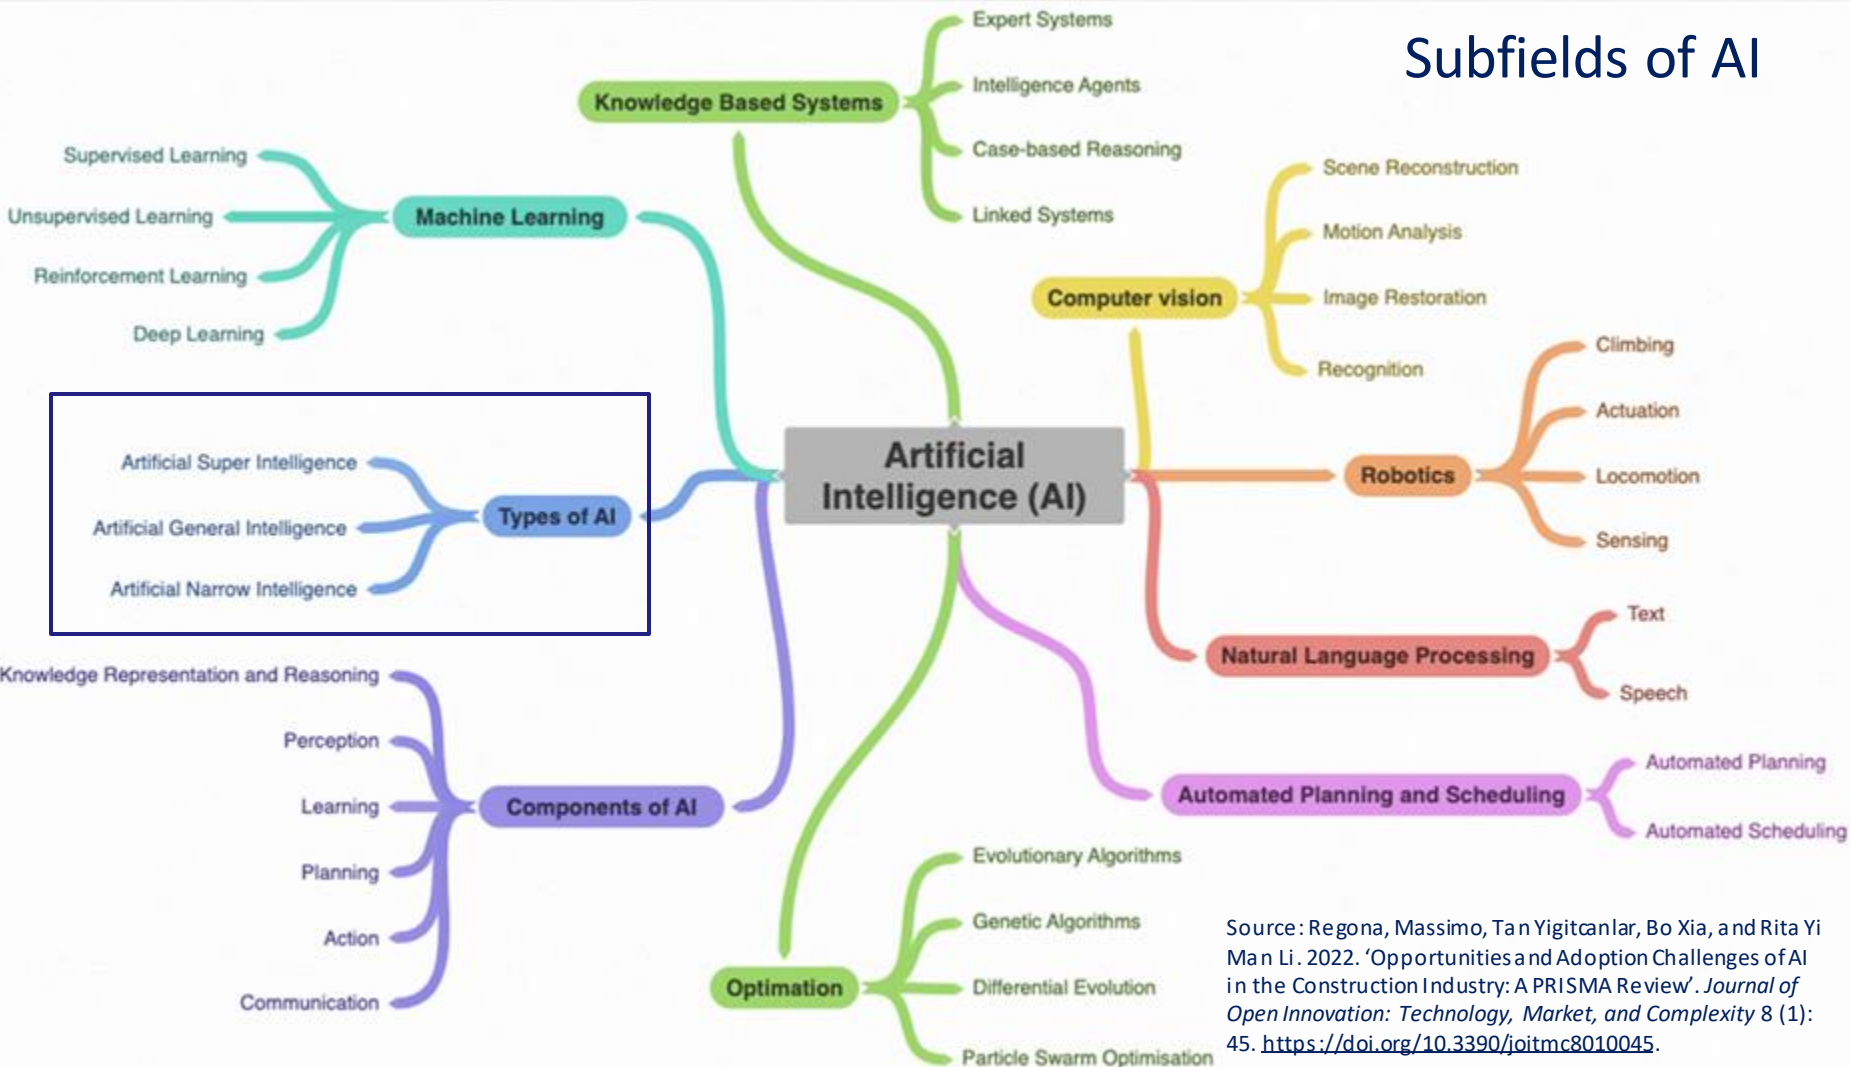 Subfields of AI
Artificial
Intelligence (AI)
Knowledge Based Systems
Expert Systems
Intelligence Agents
Case-based Reasoning
Linked Systems
Machine Learning
Supervised Learning
Unsupervised Learning
Reinforcement Learning
Deep Learning
Types of AI
Artificial Super Intelligence
Artificial General Intelligence
Artificial Narrow Intelligence
Components of AI
Knowledge Representation and Reasoning
Perception
Learning
Planning
Action
Communication
Computer vision
Scene Reconstruction
Motion Analysis
Image Restoration
Recognition
Robotics
Climbing
Actuation
Locomotion
Sensing
Natural Language Processing
Text
Speech
Automated Planning and Scheduling
Automated Planning
Automated Scheduling
Optimation
Evolutionary Algorithms
Genetic Algorithms
Differential Evolution
Particle Swarm Optimisation
Source: Regona, Massimo, Tan Yigitcanlar, Bo Xia, and Rita Yi
Man Li. 2022. ‘Opportunities and Adoption Challenges of AI
in the Construction Industry: A PRISMA Review’. Journal of
Open Innovation: Technology, Market, and Complexity 8 (1):
45. https://doi.org/10.3390/joitmc8010045.